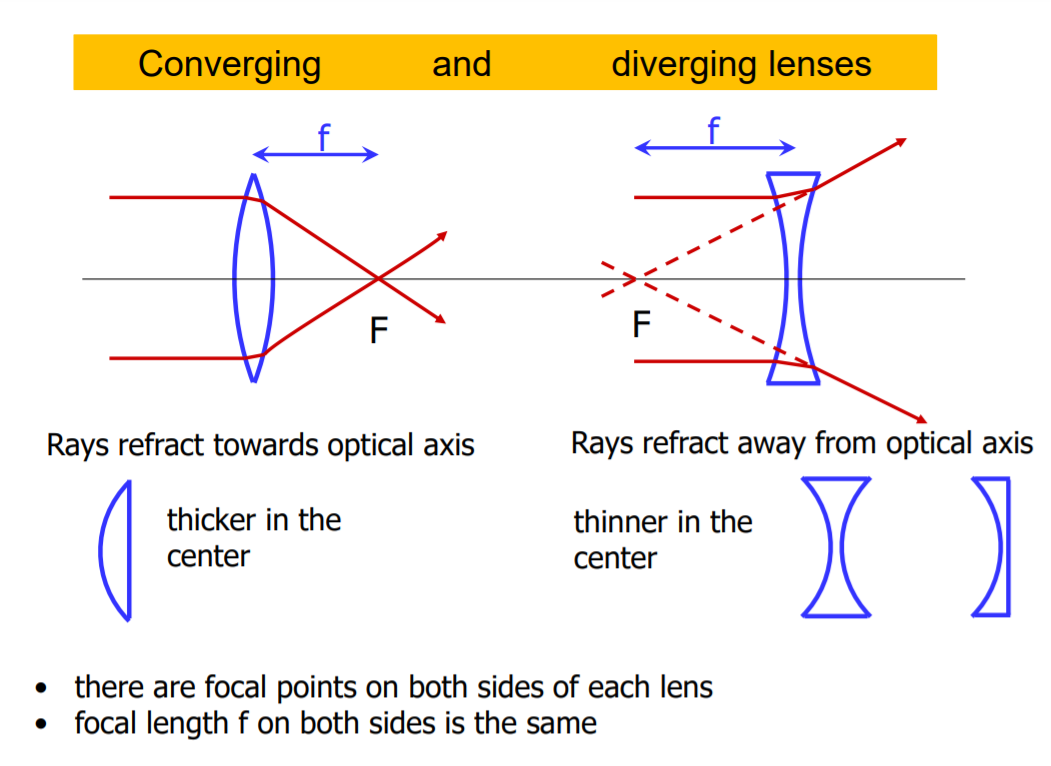 Converging and diverging lenses
f
f
F
F
Rays refract towards optical axis
Rays refract away from optical axis
thicker in the
center
thinner in the
center
• there are focal points on both sides of each lens
• focal length f on both sides is the same